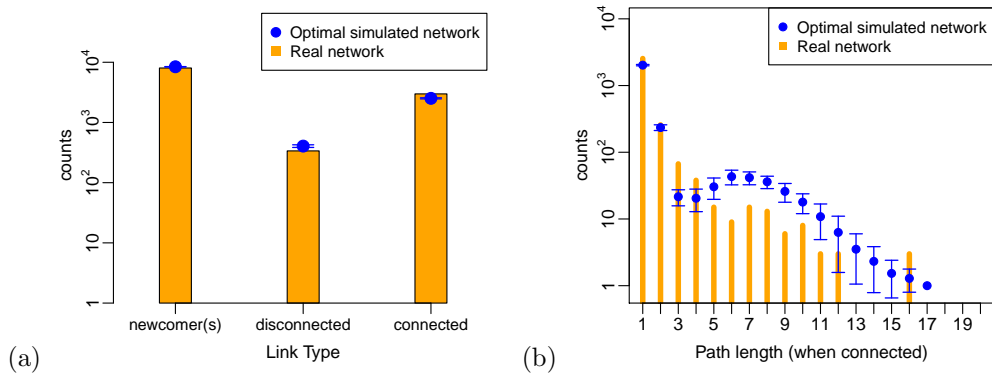 Optimal simulated network
Real network
counts
1 10 10^2 10^3 10^4
newcomer(s) disconnected connected
Link Type
(a)
Optimal simulated network
Real network
counts
1 10 10^2 10^3 10^4
1 3 5 7 9 11 13 15 17 19
Path length (when connected)
(b)